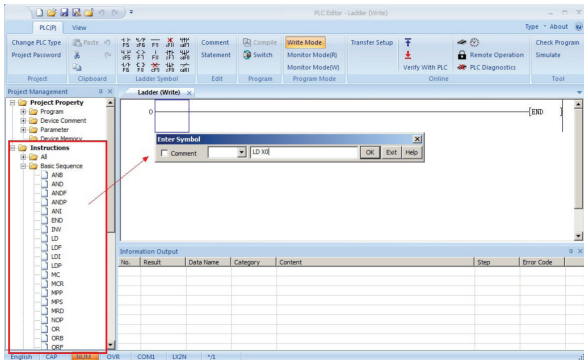 PLC Editor - Ladder (Write)
PLC(P) View Type About
Change PLC Type Paste Comment Compile Write Mode Transfer Setup Check Program
Project Password Statement Switch Monitor Mode(R) Remote Operation Simulate
Monitor Mode(W) Verify With PLC PLC Diagnostics
Project Clipboard Ladder Symbol Edit Program Program Mode Online Tool
Project Management
Ladder (Write)
Project Property
Program
Device Comment
Parameter
Device Memory
Instructions
All
Basic Sequence
ANB
AND
ANDF
ANDP
ANI
END
INV
LD
LDF
LDI
LDP
MC
MCR
MPP
MPS
MRD
NOP
OR
ORB
ORF
0 [END ]
Enter Symbol
Comment LD X0 OK Exit Help
Information Output
No. Result Data Name Category Content Step Error Code
English CAP NUM OVR COM1 LX2N */1